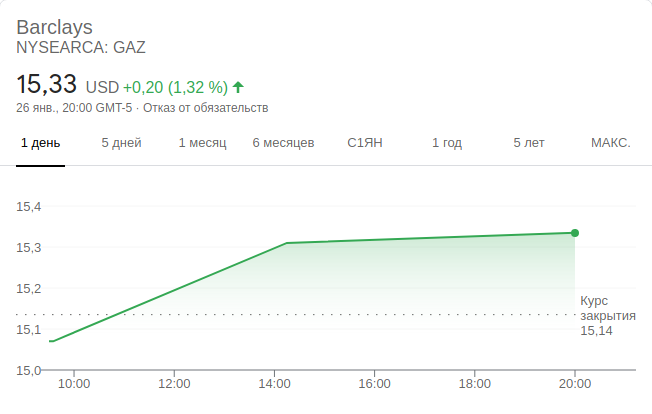 Barclays
NYSEARCA: GAZ
15,33 USD +0,20 (1,32 %)
26 янв., 20:00 GMT-5 · Отказ от обязательств
1 день 5 дней 1 месяц 6 месяцев С1ЯН 1 год 5 лет МАКС.
15,4
15,3
15,2
15,1
15,0
Курс
закрытия
15,14
10:00 12:00 14:00 16:00 18:00 20:00